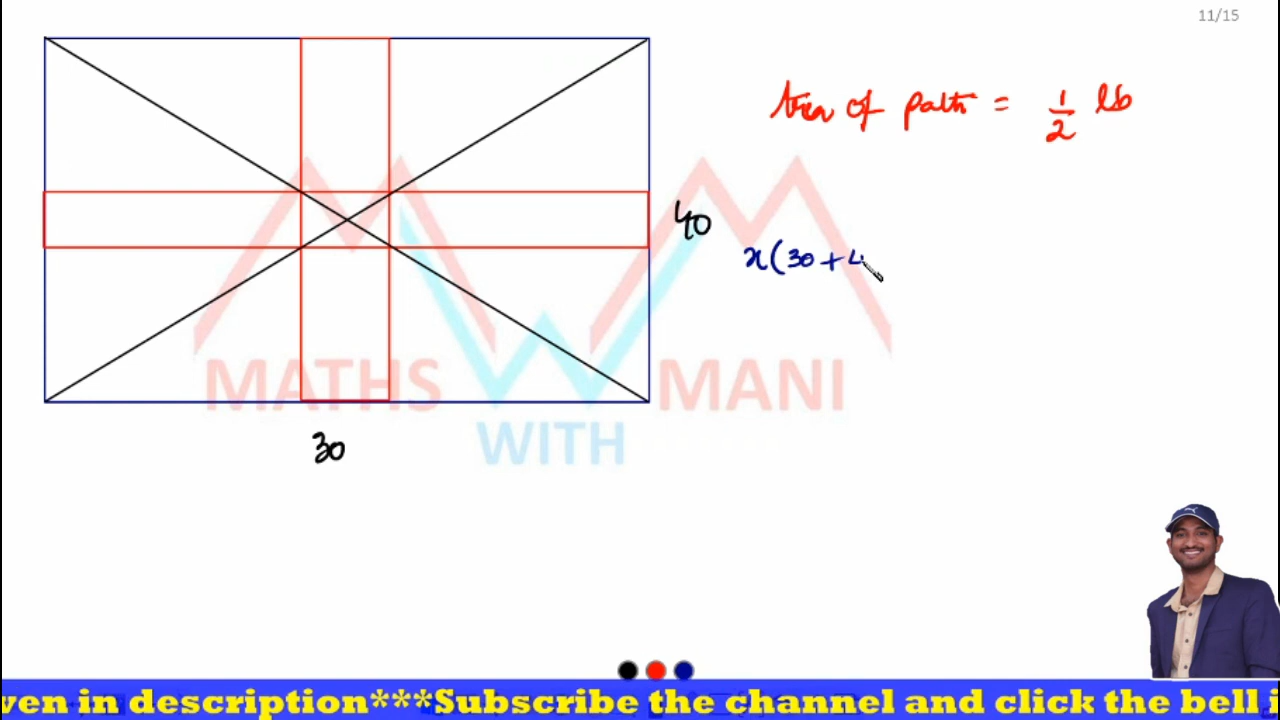 11/15
Area of path = 1/2 lb
40
x(30+4
30
MATHS MANI
WITH
ven in description***Subscribe the channel and click the bell i